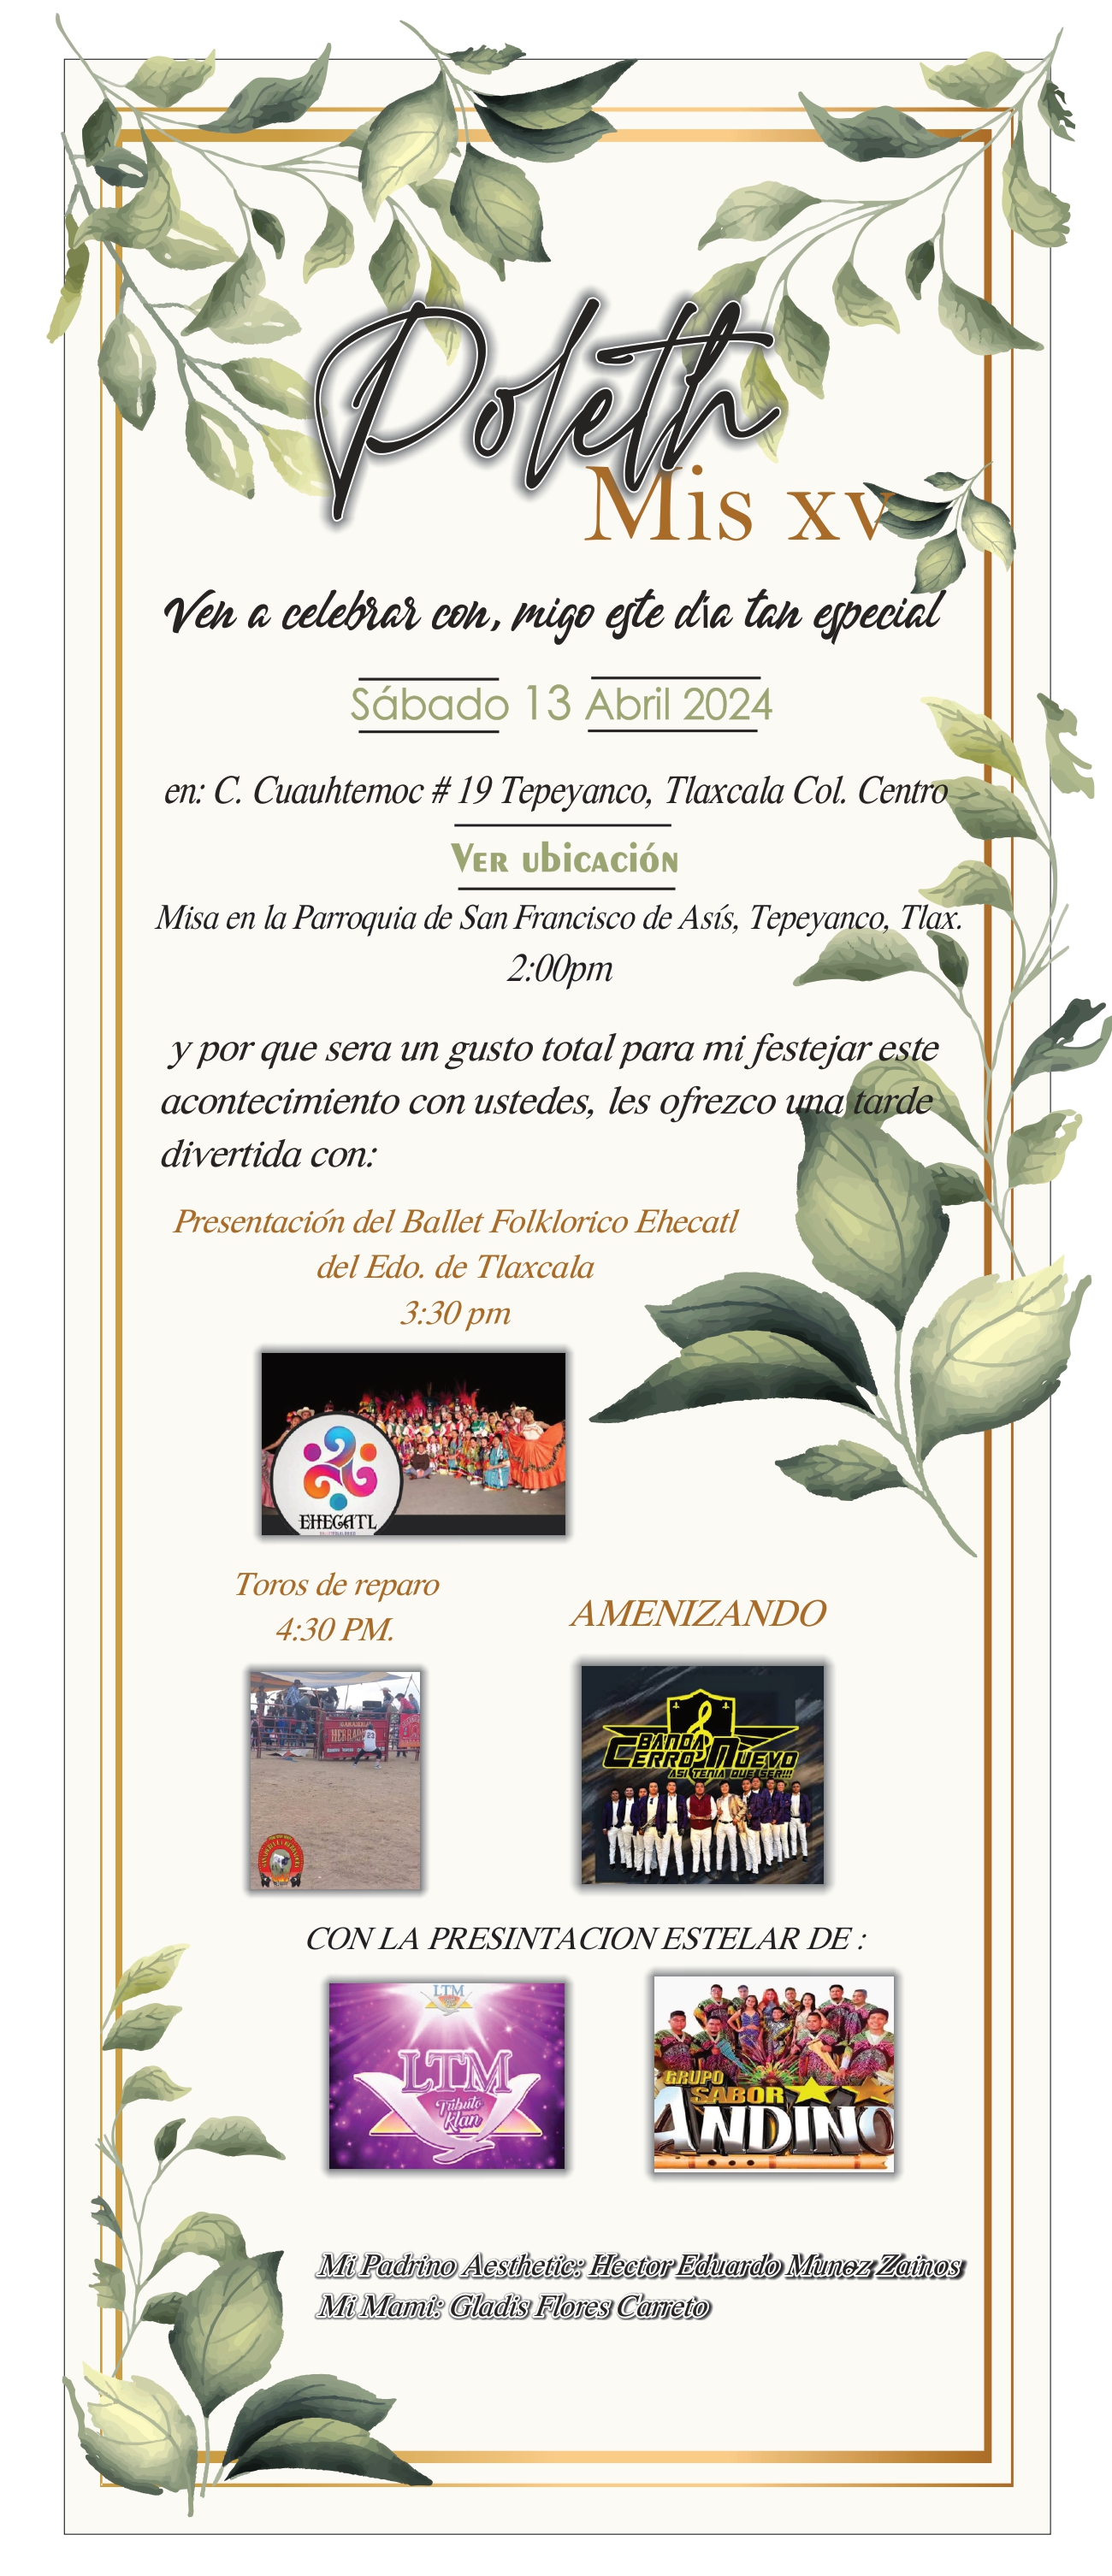 Poleth
Mis xv
Ven a celebrar con, migo este día tan especial
Sábado 13 Abril 2024
en: C. Cuauhtemoc # 19 Tepeyanco, Tlaxcala Col. Centro
Ver ubicación
Misa en la Parroquia de San Francisco de Asís, Tepeyanco, Tlax.
2:00pm
y por que sera un gusto total para mi festejar este
acontecimiento con ustedes, les ofrezco una tarde
divertida con:
Presentación del Ballet Folklorico Ehecatl
del Edo. de Tlaxcala
3:30 pm
EHECATL
Toros de reparo
4:30 PM.
AMENIZANDO
23
BANDA
CERRO NUEVO
ASI TENIA QUE SER!!!
CON LA PRESINTACION ESTELAR DE :
LTM
LTM
Tributo
Klan
GRUPO
SABOR
ANDINO
Mi Padrino Aesthetic: Hector Eduardo Munoz Zainos
Mi Mami: Gladis Flores Carreto